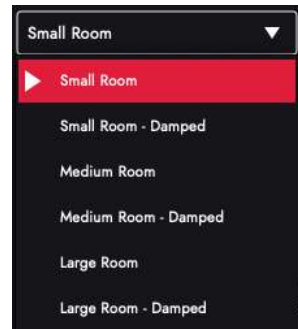 Small Room
Small Room
Small Room - Damped
Medium Room
Medium Room - Damped
Large Room
Large Room - Damped